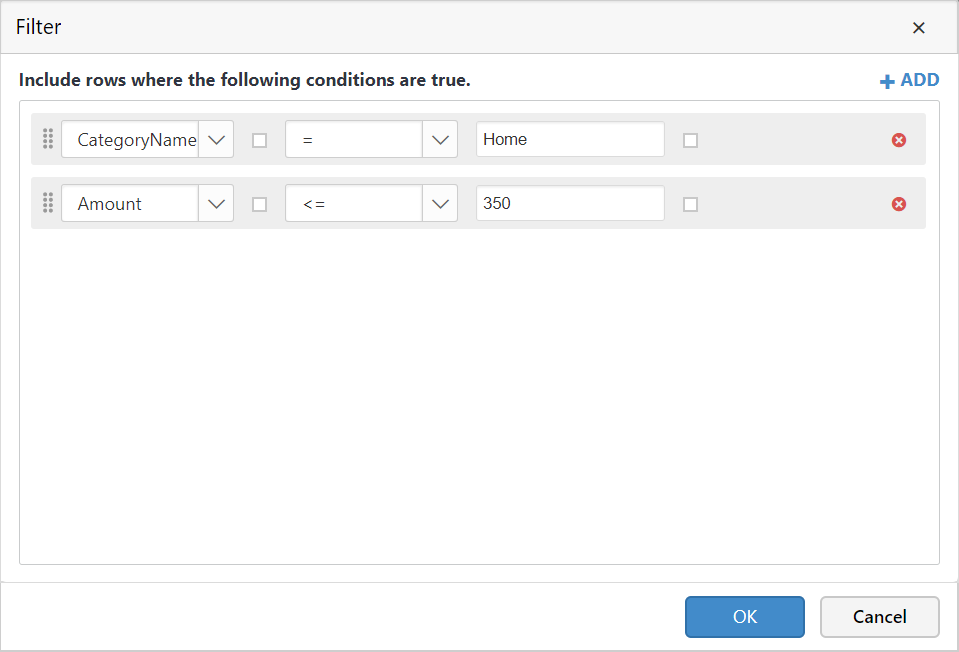 Filter
Include rows where the following conditions are true. ADD
CategoryName = Home
Amount <= 350
OK Cancel